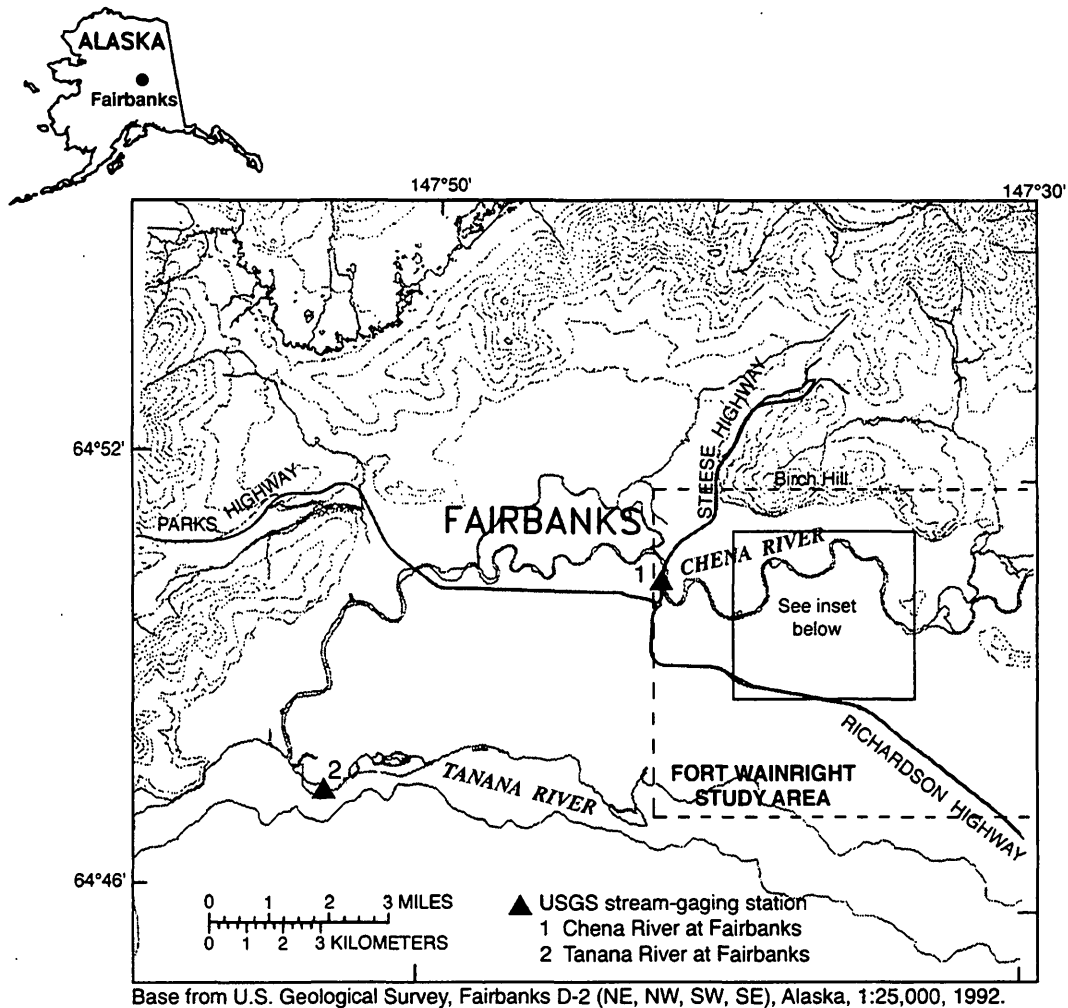 ALASKA
Fairbanks
147°50'
147°30'
64°52'
STEESE HIGHWAY
Birch Hill
PARKS HIGHWAY
FAIRBANKS
CHENA RIVER
1
See inset
below
RICHARDSON HIGHWAY
2
TANANA RIVER
FORT WAINRIGHT
STUDY AREA
64°46'
0 1 2 3 MILES
0 1 2 3 KILOMETERS
USGS stream-gaging station
1 Chena River at Fairbanks
2 Tanana River at Fairbanks
Base from U.S. Geological Survey, Fairbanks D-2 (NE, NW, SW, SE), Alaska, 1:25,000, 1992.